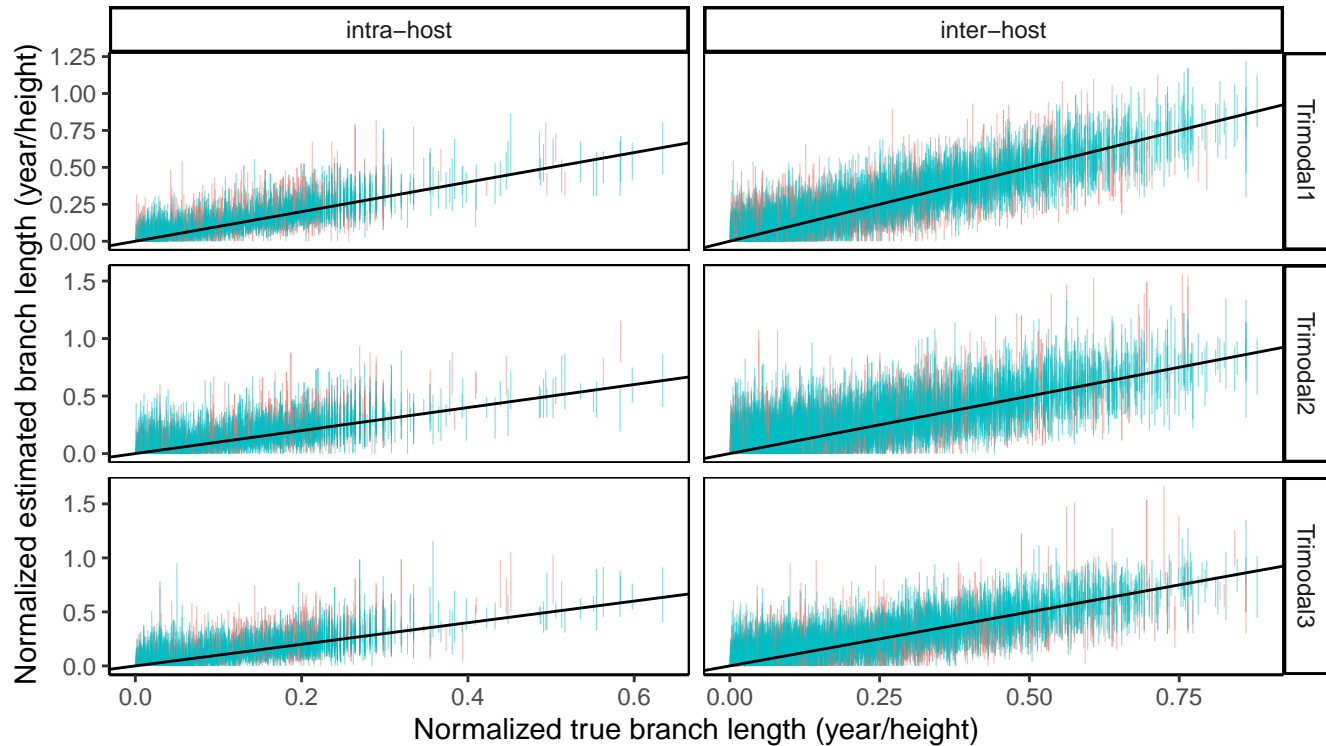 intra−host
inter−host
Normalized estimated branch length (year/height)
1.25
1.00
0.75
0.50
0.25
0.00
Trimodal1
1.5
1.0
0.5
0.0
Trimodal2
1.5
1.0
0.5
0.0
Trimodal3
0.0 0.2 0.4 0.6
0.00 0.25 0.50 0.75
Normalized true branch length (year/height)